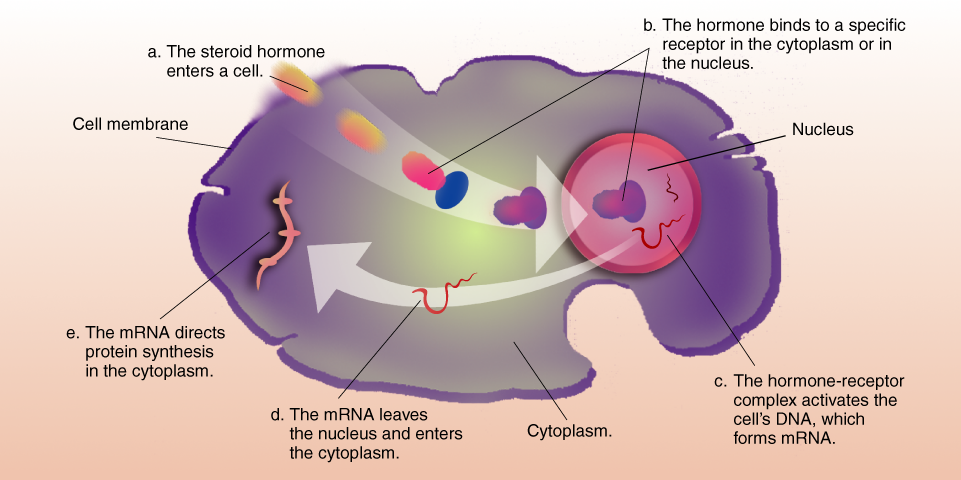 a. The steroid hormone
enters a cell.
b. The hormone binds to a specific
receptor in the cytoplasm or in
the nucleus.
Cell membrane
Nucleus
e. The mRNA directs
protein synthesis
in the cytoplasm.
d. The mRNA leaves
the nucleus and enters
the cytoplasm.
Cytoplasm.
c. The hormone-receptor
complex activates the
cell's DNA, which
forms mRNA.